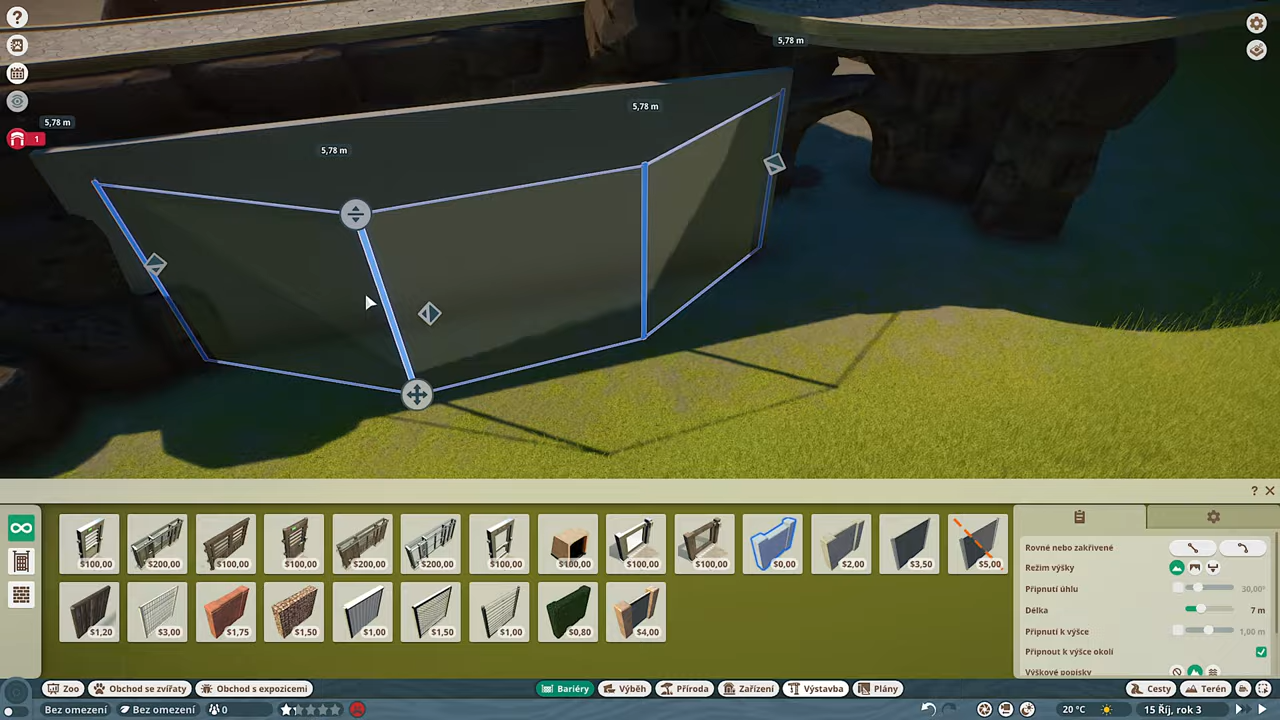 ?
5,78 m
5,78 m
5,78 m
5,78 m
1
? ×
$100,00 $200,00 $100,00 $100,00 $200,00 $200,00 $100,00 $100,00 $100,00 $100,00 $0,00 $2,00 $3,50 $5,00
$1,20 $3,00 $1,75 $1,50 $1,00 $1,50 $1,00 $0,80 $4,00
Rovné nebo zakřivené
Režim výšky
Připnutí úhlu 30,00°
Délka 7 m
Připnutí k výšce 1,00 m
Připnout k výšce okolí
Výškové popisky
Zoo Obchod se zvířaty Obchod s expozicemi Bariéry Výběh Příroda Zařízení Výstavba Plány Cesty Terén
Bez omezení Bez omezení 0 20 °C 15 Říj, rok 3